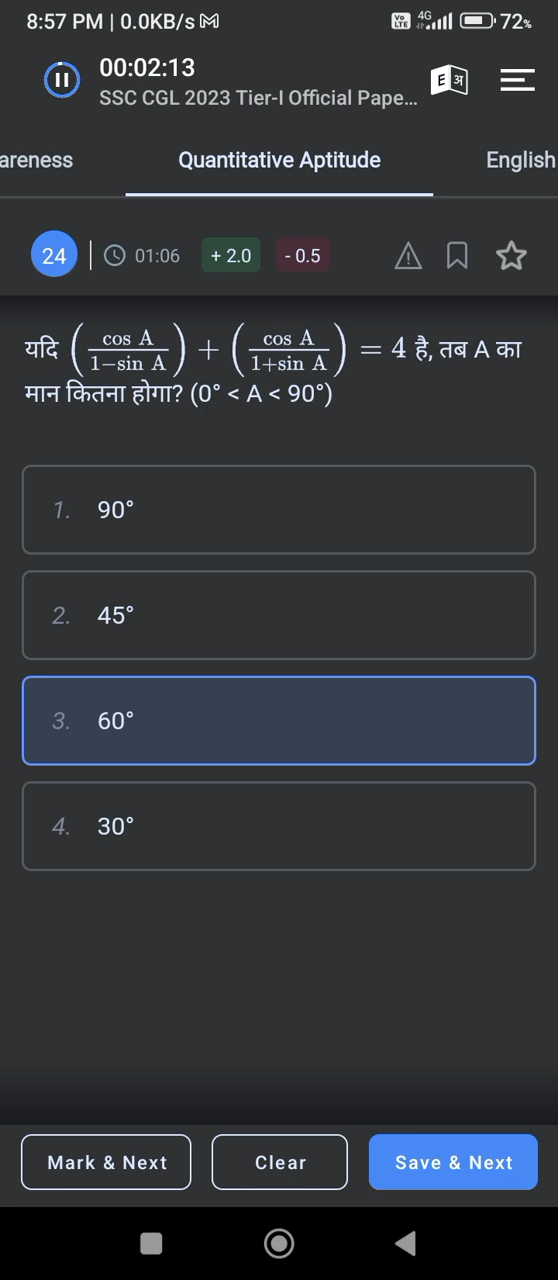 8:57 PM | 0.0KB/s M Vo LTE 4G 72%
00:02:13
SSC CGL 2023 Tier-I Official Pape... E अ
areness Quantitative Aptitude English
24 | 01:06 + 2.0 - 0.5
यदि (cos A / 1−sin A) + (cos A / 1+sin A) = 4 है, तब A का
मान कितना होगा? (0° < A < 90°)
1. 90°
2. 45°
3. 60°
4. 30°
Mark & Next Clear Save & Next